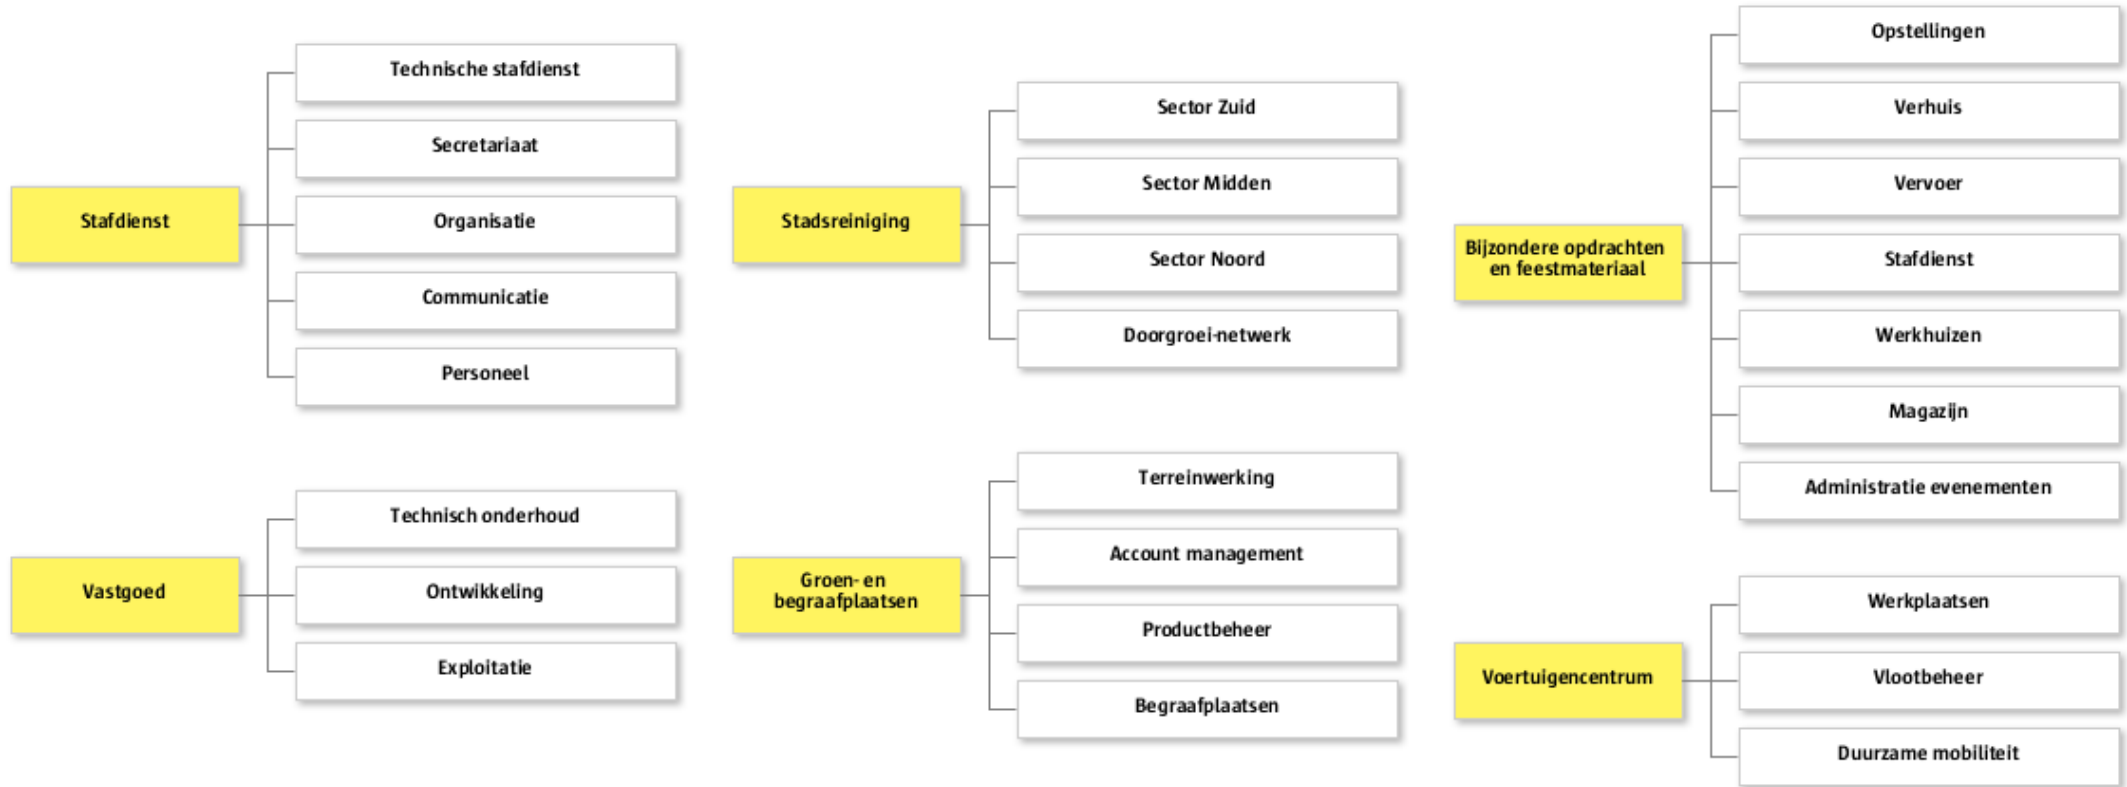 Stafdienst
Technische stafdienst
Secretariaat
Organisatie
Communicatie
Personeel
Vastgoed
Technisch onderhoud
Ontwikkeling
Exploitatie
Stadsreiniging
Sector Zuid
Sector Midden
Sector Noord
Doorgroei-netwerk
Groen- en
begraafplaatsen
Terreinwerking
Account management
Productbeheer
Begraafplaatsen
Bijzondere opdrachten
en feestmateriaal
Opstellingen
Verhuis
Vervoer
Stafdienst
Werkhuizen
Magazijn
Administratie evenementen
Voertuigencentrum
Werkplaatsen
Vlootbeheer
Duurzame mobiliteit